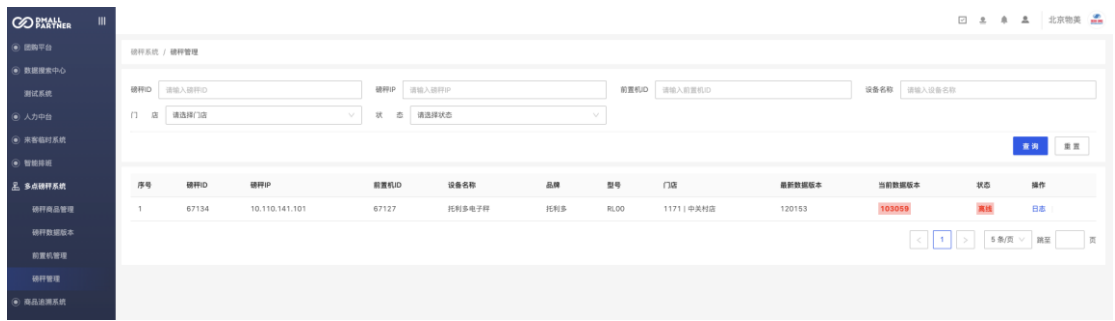 DMALL PARTNER
北京物美
团购平台
数据搜索中心
测试系统
人力中台
来客临时系统
智能排班
多点磅秤系统
磅秤商品管理
磅秤数据版本
前置机管理
磅秤管理
商品追溯系统
磅秤系统 / 磅秤管理
磅秤ID 请输入磅秤ID 磅秤IP 请输入磅秤IP 前置机ID 请输入前置机ID 设备名称 请输入设备名称
门店 请选择门店 状态 请选择状态
查询 重置
序号 磅秤ID 磅秤IP 前置机ID 设备名称 品牌 型号 门店 最新数据版本 当前数据版本 状态 操作
1 67134 10.110.141.101 67127 托利多电子秤 托利多 RL00 1171 | 中关村店 120153 103059 离线 日志
< 1 > 5 条/页 跳至 页